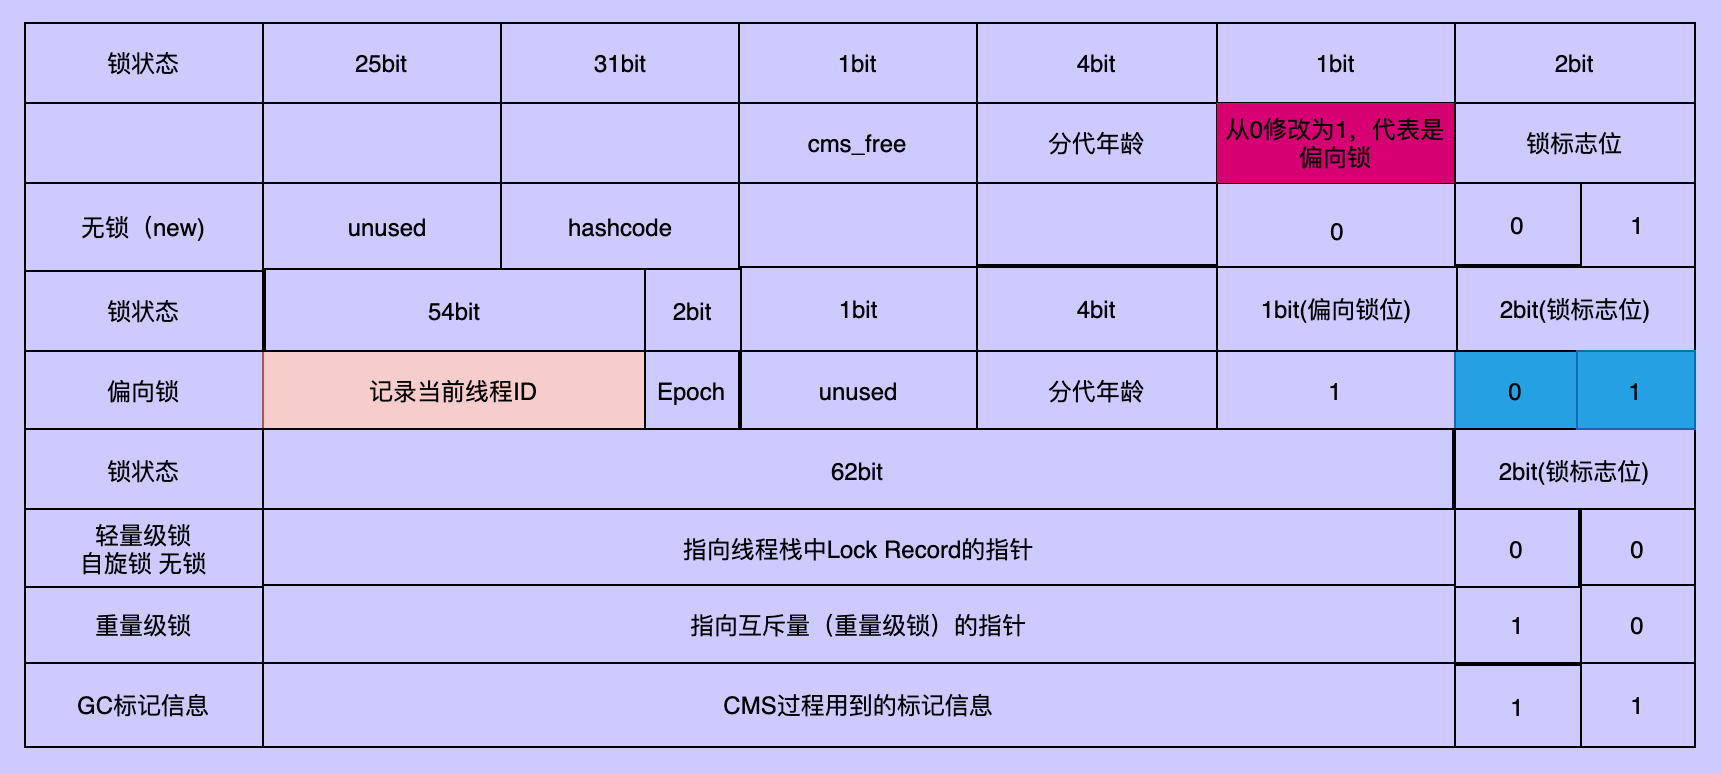 锁状态 25bit 31bit 1bit 4bit 1bit 2bit
cms_free 分代年龄 从0修改为1，代表是
偏向锁 锁标志位
无锁（new) unused hashcode 0 0 1
锁状态 54bit 2bit 1bit 4bit 1bit(偏向锁位) 2bit(锁标志位)
偏向锁 记录当前线程ID Epoch unused 分代年龄 1 0 1
锁状态 62bit 2bit(锁标志位)
轻量级锁
自旋锁 无锁 指向线程栈中Lock Record的指针 0 0
重量级锁 指向互斥量（重量级锁）的指针 1 0
GC标记信息 CMS过程用到的标记信息 1 1